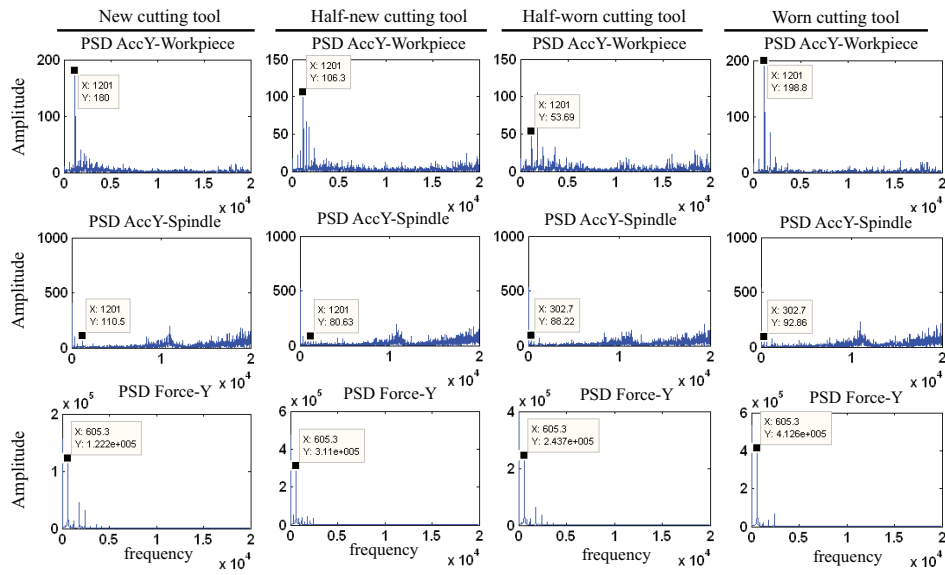 New cutting tool
Half-new cutting tool
Half-worn cutting tool
Worn cutting tool
PSD AccY-Workpiece
PSD AccY-Workpiece
PSD AccY-Workpiece
PSD AccY-Workpiece
Amplitude
200
100
0
X: 1201
Y: 180
0 0.5 1 1.5 2
x 10^4
150
100
50
0
X: 1201
Y: 106.3
0 0.5 1 1.5 2
x 10^4
150
100
50
0
X: 1201
Y: 53.69
0 0.5 1 1.5 2
x 10^4
200
100
0
X: 1201
Y: 198.8
0 0.5 1 1.5 2
x 10^4
PSD AccY-Spindle
PSD AccY-Spindle
PSD AccY-Spindle
PSD AccY-Spindle
Amplitude
1000
500
0
X: 1201
Y: 110.5
0 1 2
x 10^4
1000
500
0
X: 1201
Y: 80.63
0 0.5 1 1.5 2
x 10^4
1000
500
0
X: 302.7
Y: 88.22
0 0.5 1 1.5 2
x 10^4
1000
500
0
X: 302.7
Y: 92.86
0 1 2
x 10^4
PSD Force-Y
PSD Force-Y
PSD Force-Y
PSD Force-Y
Amplitude
x 10^5
2
1
0
X: 605.3
Y: 1.222e+005
0 0.5 1 1.5 2
frequency
x 10^4
x 10^5
6
4
2
0
X: 605.3
Y: 3.11e+005
0 0.5 1 1.5 2
frequency
x 10^4
x 10^5
4
2
0
X: 605.3
Y: 2.437e+005
0 0.5 1 1.5 2
frequency
x 10^4
x 10^5
6
4
2
0
X: 605.3
Y: 4.126e+005
0 0.5 1 1.5 2
frequency
x 10^4